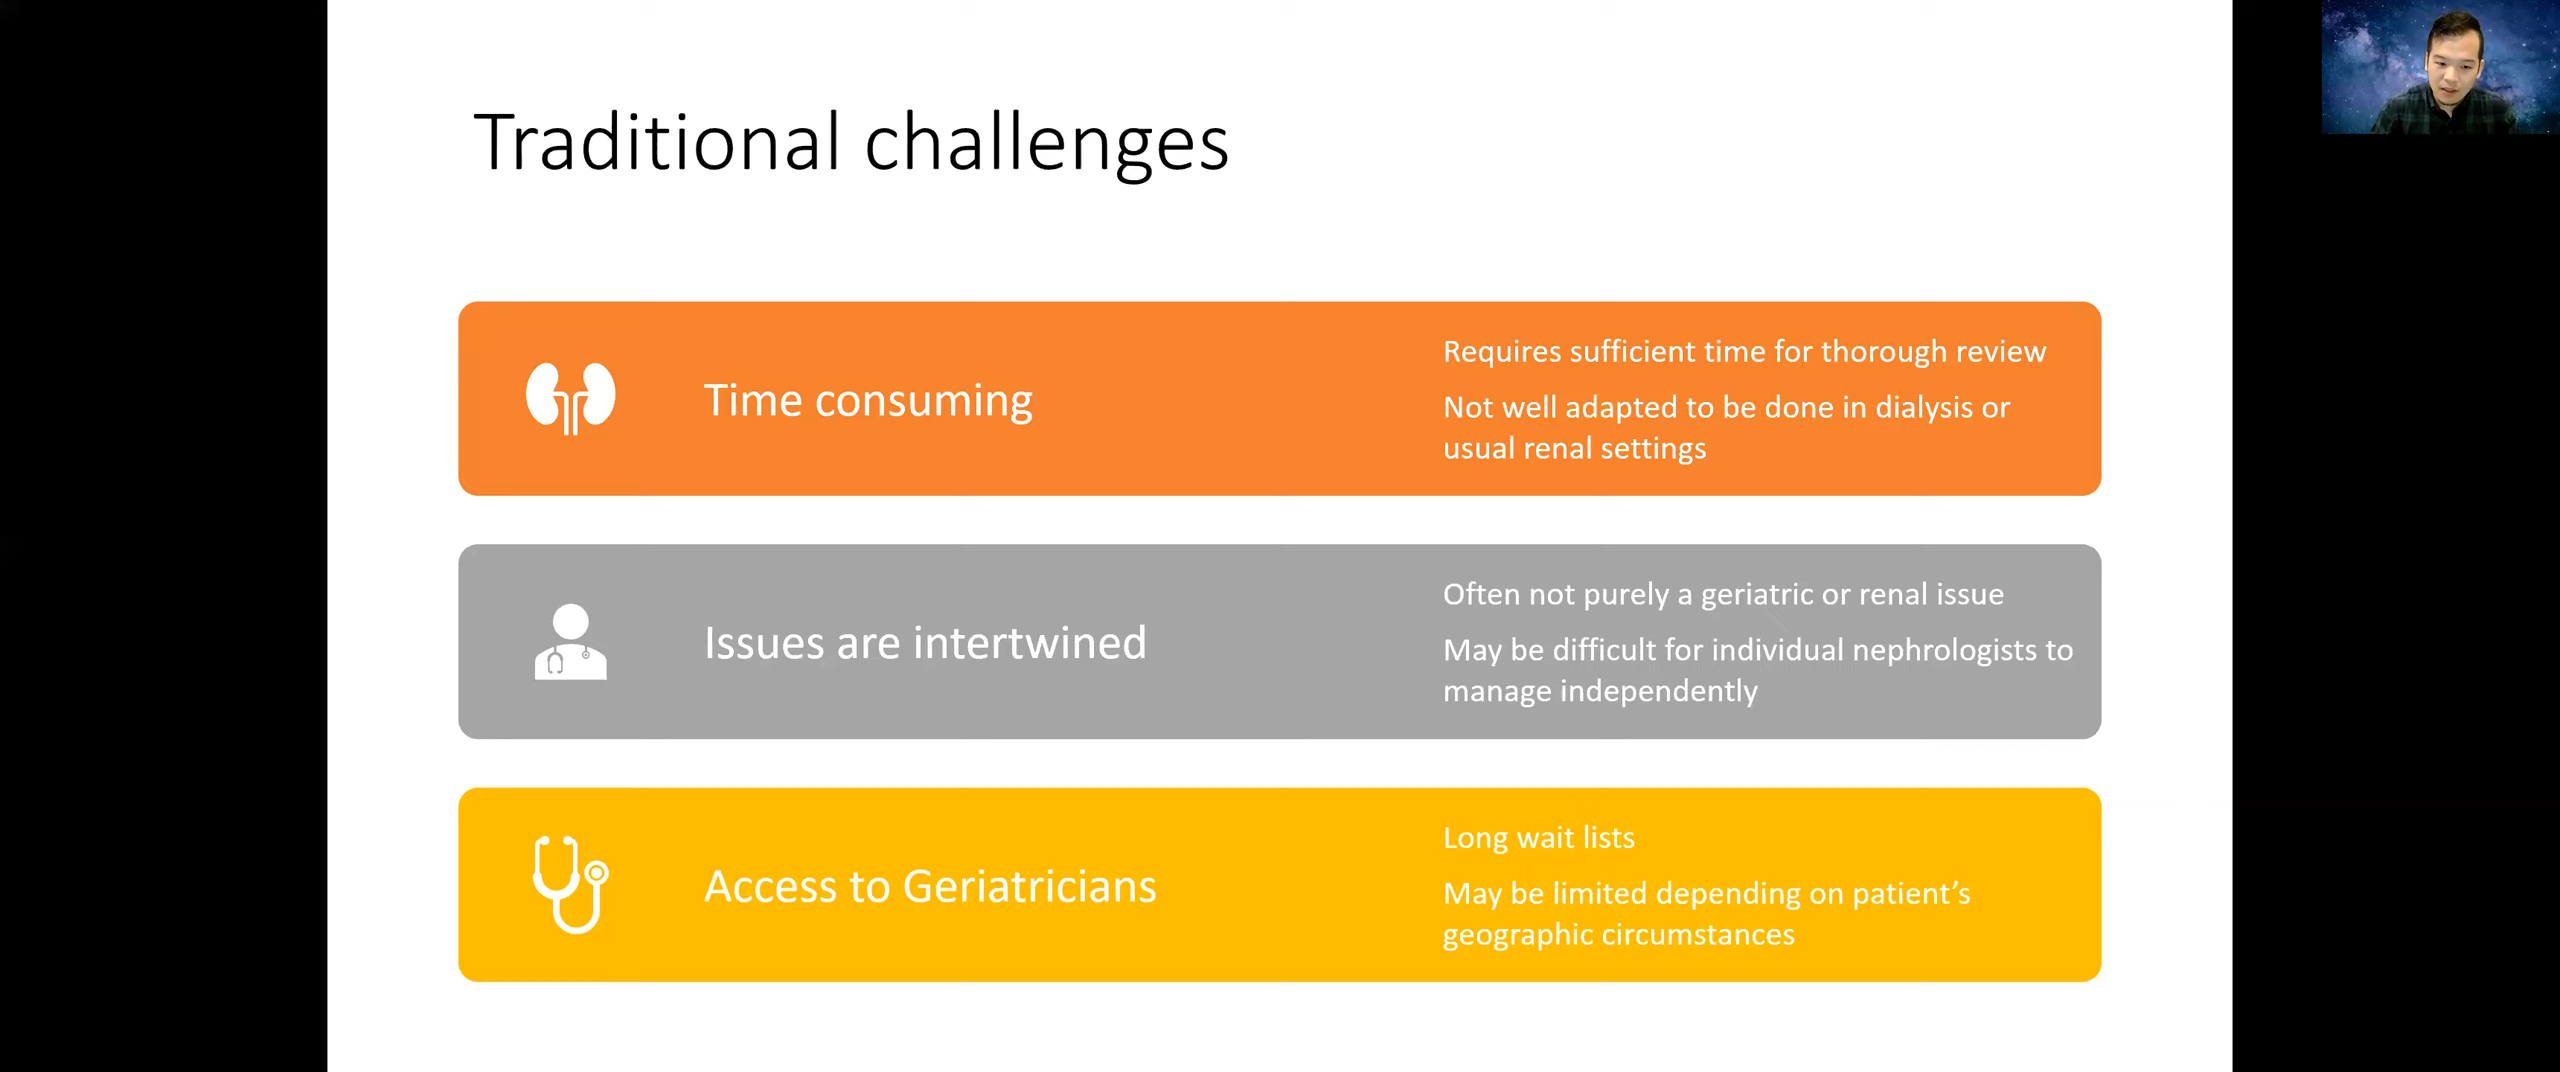 Traditional challenges
Time consuming
Requires sufficient time for thorough review
Not well adapted to be done in dialysis or
usual renal settings
Issues are intertwined
Often not purely a geriatric or renal issue
May be difficult for individual nephrologists to
manage independently
Access to Geriatricians
Long wait lists
May be limited depending on patient’s
geographic circumstances